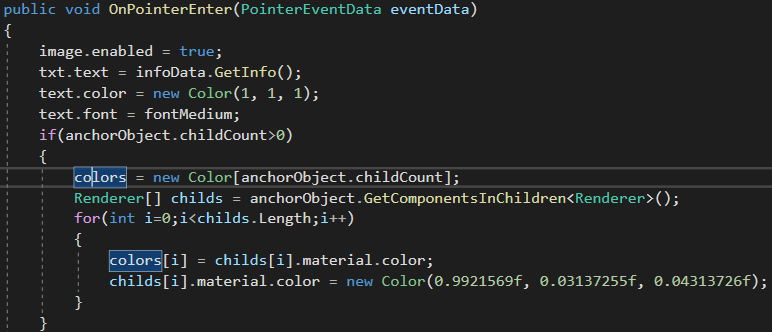 public void OnPointerEnter(PointerEventData eventData)
{
image.enabled = true;
txt.text = infoData.GetInfo();
text.color = new Color(1, 1, 1);
text.font = fontMedium;
if(anchorObject.childCount>0)
{
colors = new Color[anchorObject.childCount];
Renderer[] childs = anchorObject.GetComponentsInChildren<Renderer>();
for(int i=0;i<childs.Length;i++)
{
colors[i] = childs[i].material.color;
childs[i].material.color = new Color(0.9921569f, 0.03137255f, 0.04313726f);
}
}